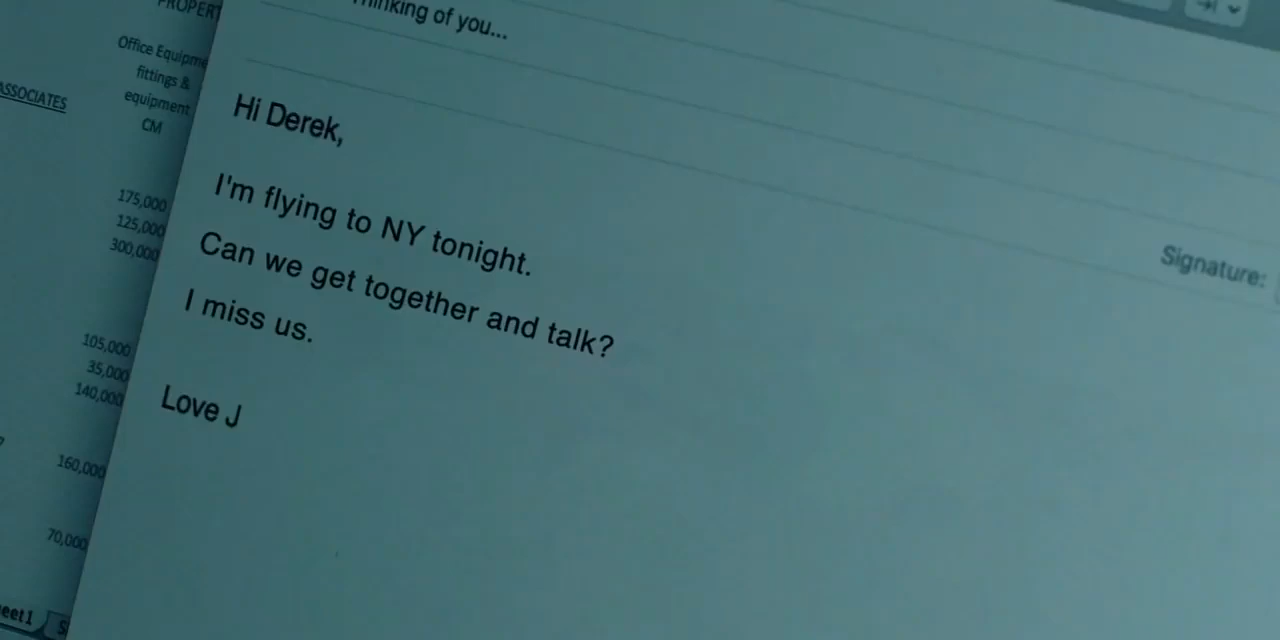 PROPERT
Office Equipme
fittings &
equipment
CM
ASSOCIATES
175,000
125,000
300,000
105,000
35,000
140,000
160,000
70,000
eet1
S
Thinking of you...
Signature:
Hi Derek,
I'm flying to NY tonight.
Can we get together and talk?
I miss us.
Love J